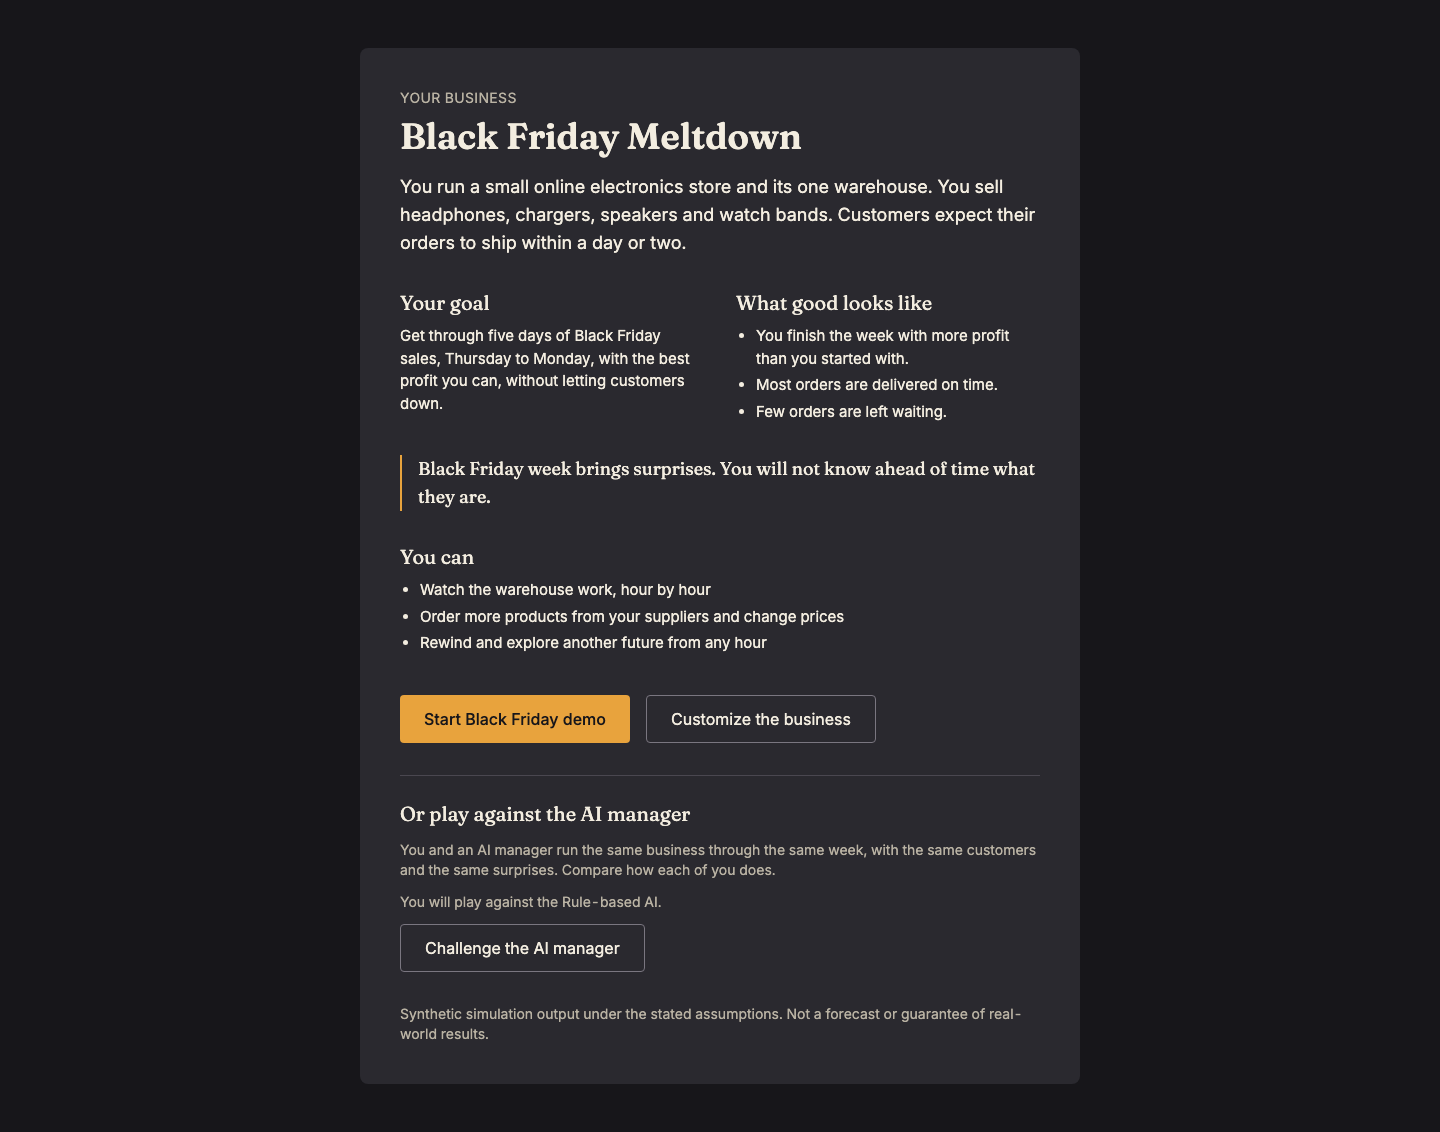 YOUR BUSINESS
Black Friday Meltdown
You run a small online electronics store and its one warehouse. You sell
headphones, chargers, speakers and watch bands. Customers expect their
orders to ship within a day or two.
Your goal
Get through five days of Black Friday
sales, Thursday to Monday, with the best
profit you can, without letting customers
down.
What good looks like
• You finish the week with more profit
than you started with.
• Most orders are delivered on time.
• Few orders are left waiting.
Black Friday week brings surprises. You will not know ahead of time what
they are.
You can
• Watch the warehouse work, hour by hour
• Order more products from your suppliers and change prices
• Rewind and explore another future from any hour
Start Black Friday demo
Customize the business
Or play against the AI manager
You and an AI manager run the same business through the same week, with the same customers
and the same surprises. Compare how each of you does.
You will play against the Rule-based AI.
Challenge the AI manager
Synthetic simulation output under the stated assumptions. Not a forecast or guarantee of real-
world results.